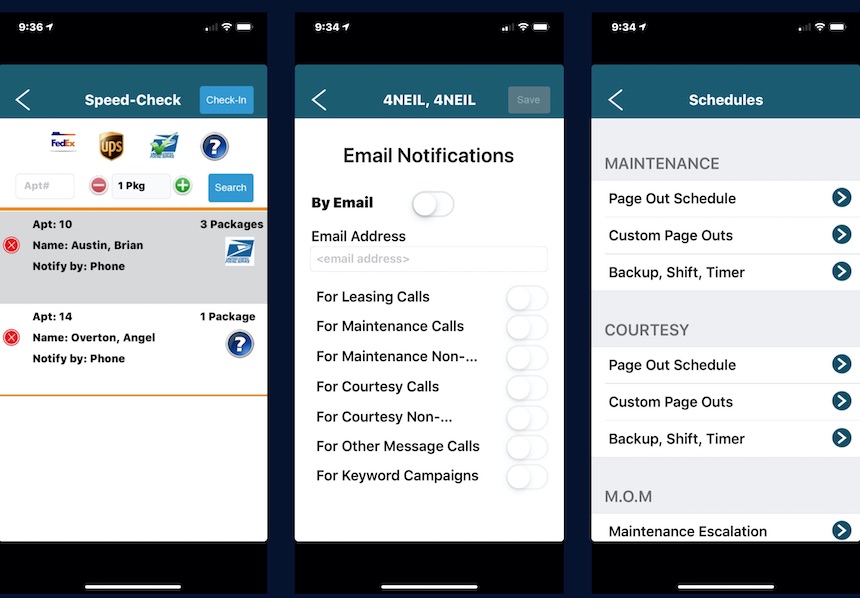 9:36
Speed-Check
Check-In
FedEx
ups
?
Apt#
1 Pkg
Search
Apt: 10
3 Packages
Name: Austin, Brian
Notify by: Phone
Apt: 14
1 Package
Name: Overton, Angel
?
Notify by: Phone
9:34
4NEIL, 4NEIL
Save
Email Notifications
By Email
Email Address
<email address>
For Leasing Calls
For Maintenance Calls
For Maintenance Non-...
For Courtesy Calls
For Courtesy Non-...
For Other Message Calls
For Keyword Campaigns
9:34
Schedules
MAINTENANCE
Page Out Schedule
Custom Page Outs
Backup, Shift, Timer
COURTESY
Page Out Schedule
Custom Page Outs
Backup, Shift, Timer
M.O.M
Maintenance Escalation